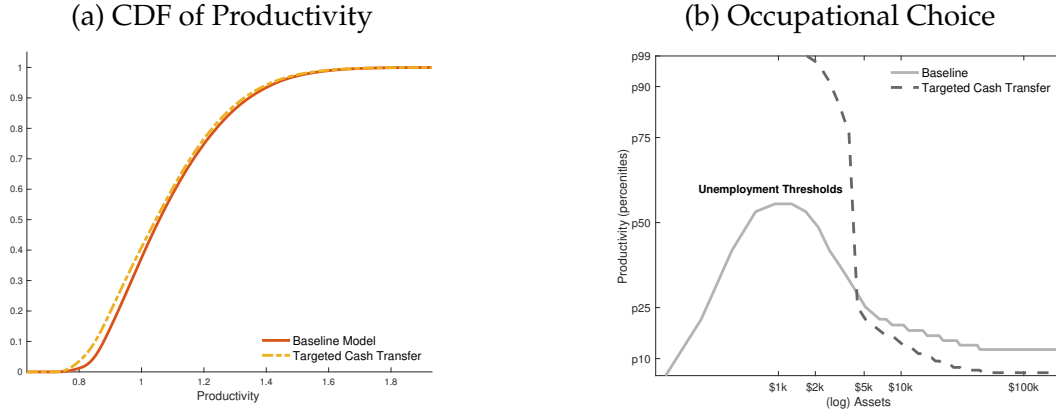 (a) CDF of Productivity
1
0.9
0.8
0.7
0.6
0.5
0.4
0.3
0.2
0.1
0
Baseline Model
Targeted Cash Transfer
0.8 1 1.2 1.4 1.6 1.8
Productivity
(b) Occupational Choice
p99
p90
p75
p50
p25
p10
Productivity (percenitles)
Baseline
Targeted Cash Transfer
Unemployment Thresholds
$1k $2k $5k $10k $100k
(log) Assets